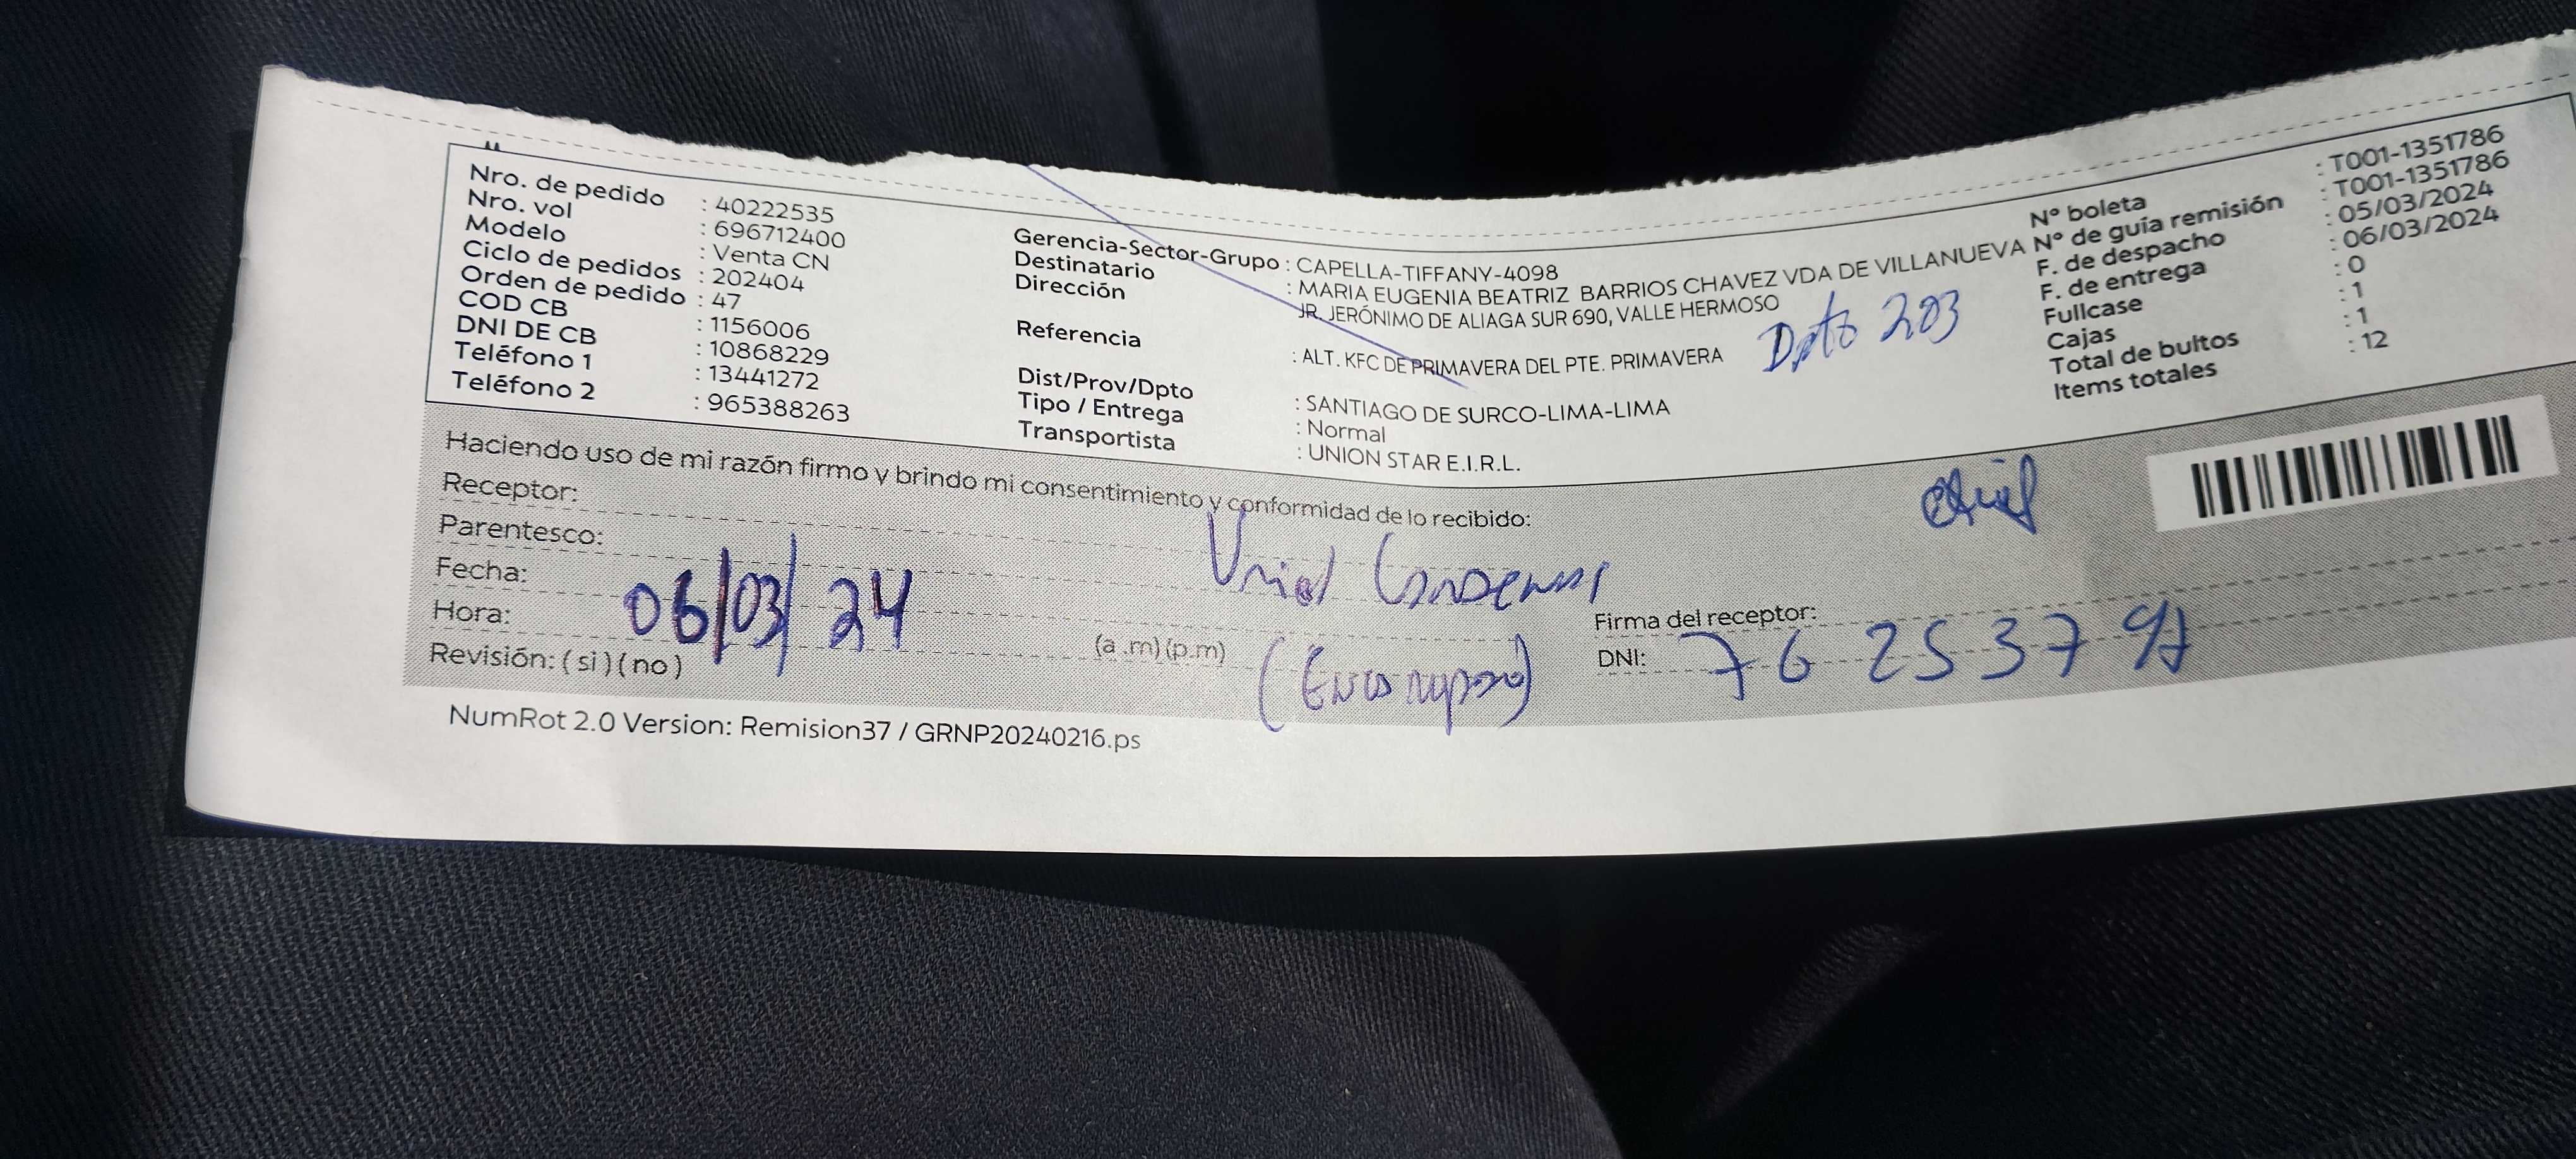 Nro. de pedido : 40222535
Nro. vol : 696712400
Modelo : Venta CN
Ciclo de pedidos : 202404
Orden de pedido : 47
COD CB : 1156006
DNI DE CB : 10868229
Teléfono 1 : 13441272
Teléfono 2 : 965388263
Gerencia-Sector-Grupo : CAPELLA-TIFFANY-4098
Destinatario : MARIA EUGENIA BEATRIZ BARRIOS CHAVEZ VDA DE VILLANUEVA
Dirección : JR. JERÓNIMO DE ALIAGA SUR 690, VALLE HERMOSO
Dpto 203
Referencia : ALT. KFC DE PRIMAVERA DEL PTE. PRIMAVERA
Dist/Prov/Dpto : SANTIAGO DE SURCO-LIMA-LIMA
Tipo / Entrega : Normal
Transportista : UNION STAR E.I.R.L.
N° boleta : T001-1351786
N° de guía remisión : T001-1351786
F. de despacho : 05/03/2024
F. de entrega : 06/03/2024
Fullcase : 0
Cajas : 1
Total de bultos : 1
Items totales : 12
Haciendo uso de mi razón firmo y brindo mi consentimiento y conformidad de lo recibido:
Receptor:
Parentesco:
Fecha: 06/03/24
Hora: (a .m) (p.m)
Revisión: ( si ) ( no )
Firma del receptor:
DNI: 76 25 37
NumRot 2.0 Version: Remision37 / GRNP20240216.ps